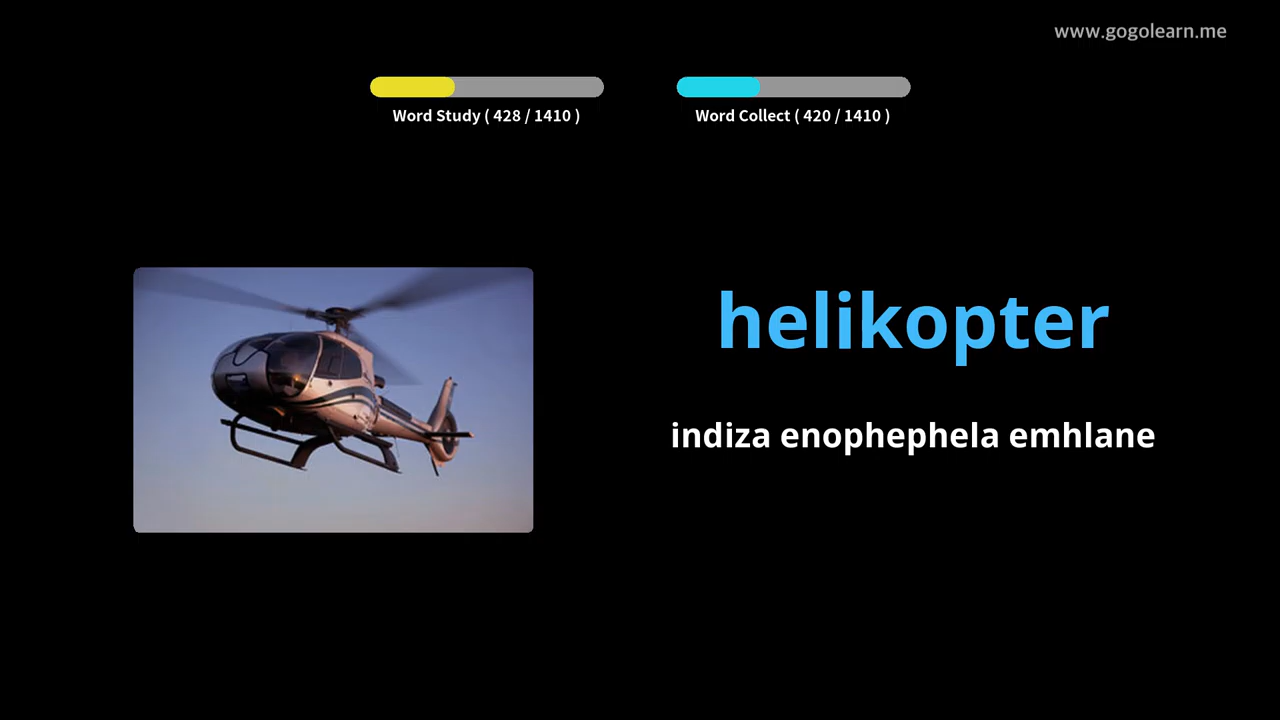 www.gogolearn.me
Word Study ( 428 / 1410 )
Word Collect ( 420 / 1410 )
helikopter
indiza enophephela emhlane